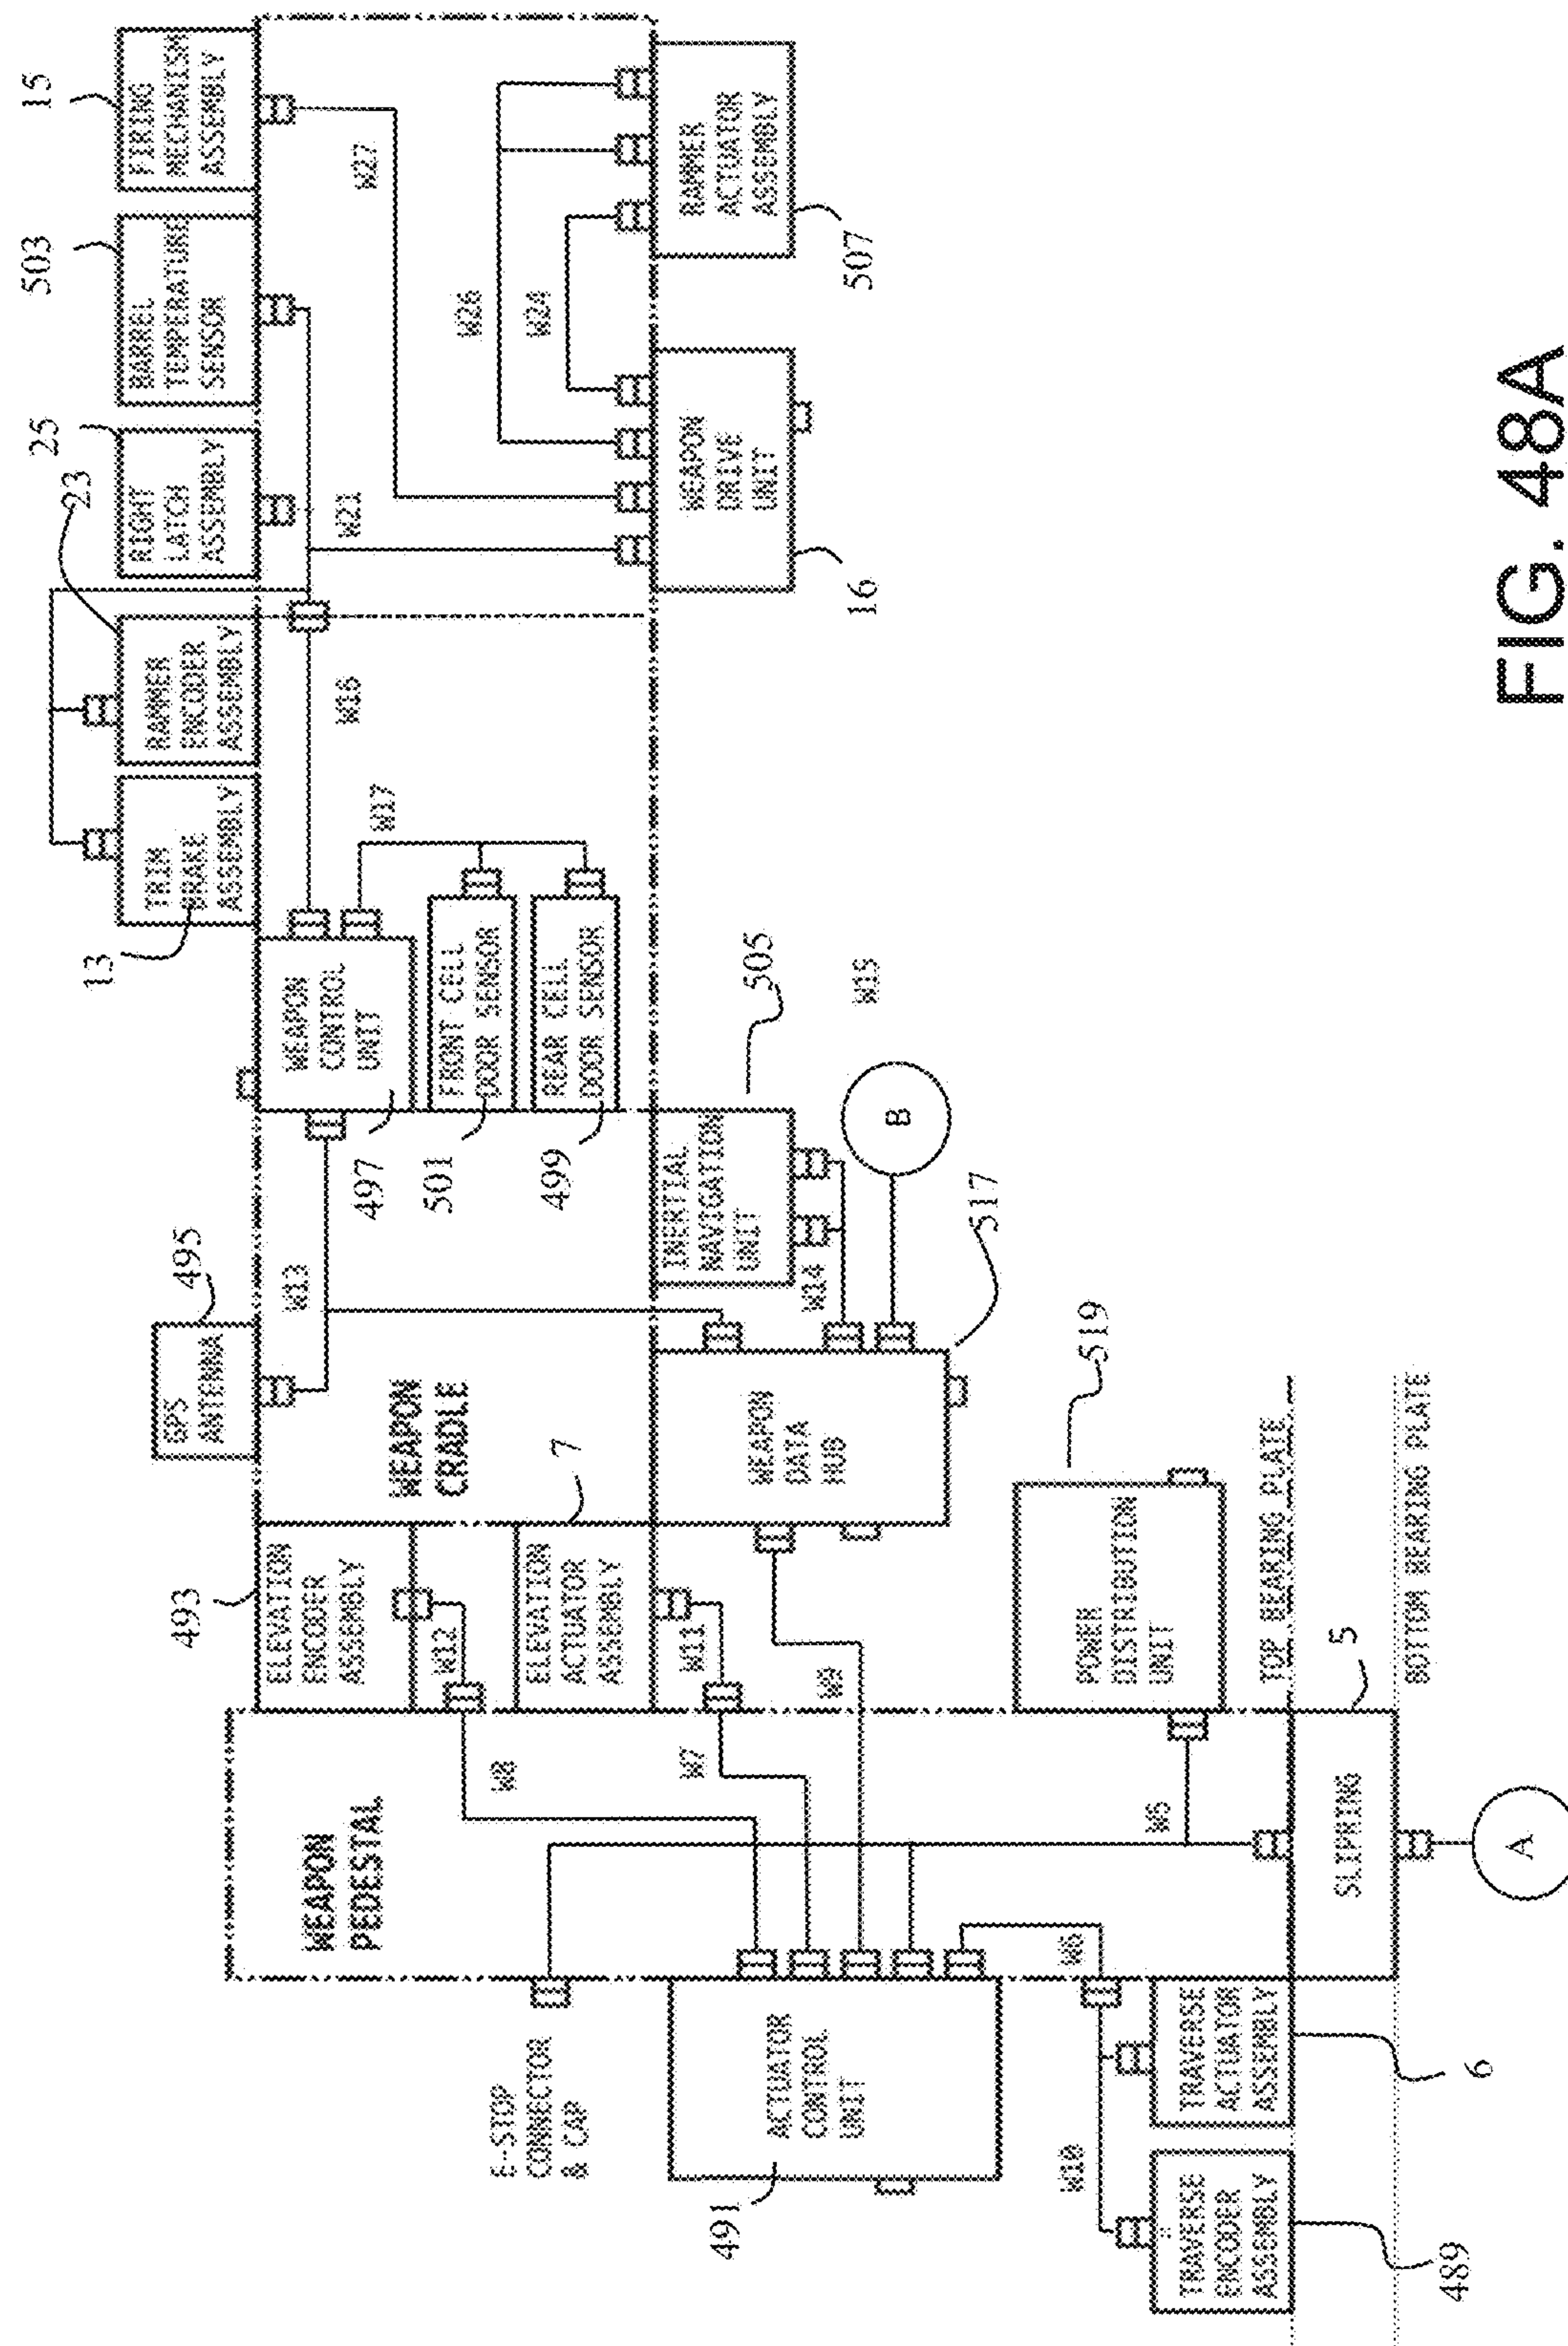 15
FIRING
MECHANISM
ASSEMBLY
503
BARREL
TEMPERATURE
SENSOR
25
RIGHT
LATCH
ASSEMBLY
23
RAMMER
ENCODER
ASSEMBLY
13
TRIM
BRAKE
ASSEMBLY
W27
W26
W24
W21
W16
W17
RAMMER
ACTUATOR
ASSEMBLY
507
WEAPON
DRIVE
UNIT
16
WEAPON
CONTROL
UNIT
497
FRONT CELL
DOOR SENSOR
501
REAR CELL
DOOR SENSOR
499
505
W15
INERTIAL
NAVIGATION
UNIT
W14
B
517
495
GPS
ANTENNA
W13
WEAPON
CRADLE
7
WEAPON
DATA
HUB
519
POWER
DISTRIBUTION
UNIT
493
ELEVATION
ENCODER
ASSEMBLY
W12
ELEVATION
ACTUATOR
ASSEMBLY
W11
W9
TOP BEARING PLATE
BOTTOM BEARING PLATE
5
WEAPON
PEDESTAL
W8
W7
W5
SLIPRING
A
E-STOP
CONNECTOR
& CAP
ACTUATOR
CONTROL
UNIT
491
W6
W10
TRAVERSE
ACTUATOR
ASSEMBLY
6
TRAVERSE
ENCODER
ASSEMBLY
489
FIG. 48A